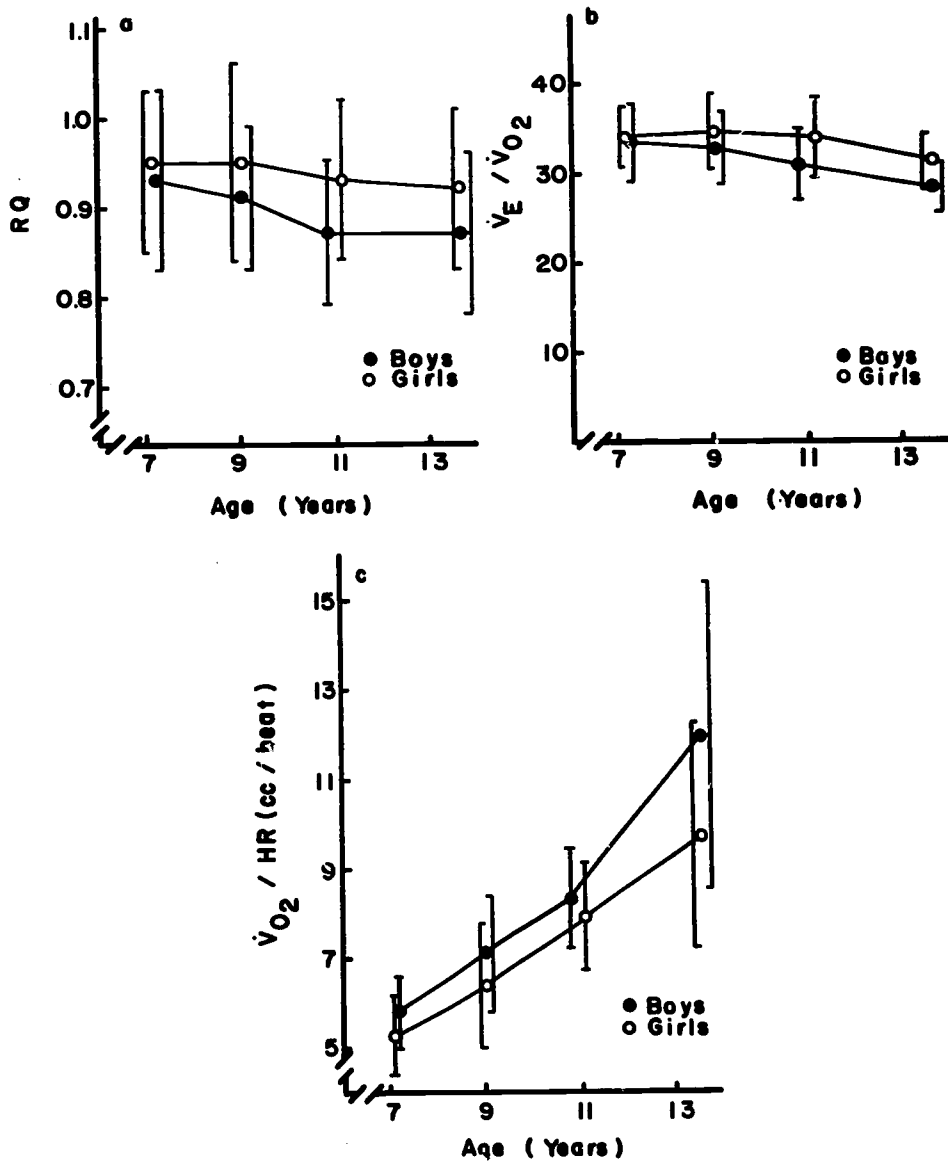 a
1.1
1.0
0.9
0.8
0.7
RQ
● Boys
○ Girls
7 9 11 13
Age (Years)
b
40
30
20
10
V̇E / V̇O2
● Bays
○ Girls
7 9 11 13
Age (Years)
c
15
13
11
9
7
5
V̇O2 / HR (cc / beat)
● Boys
○ Girls
7 9 11 13
Age (Years)